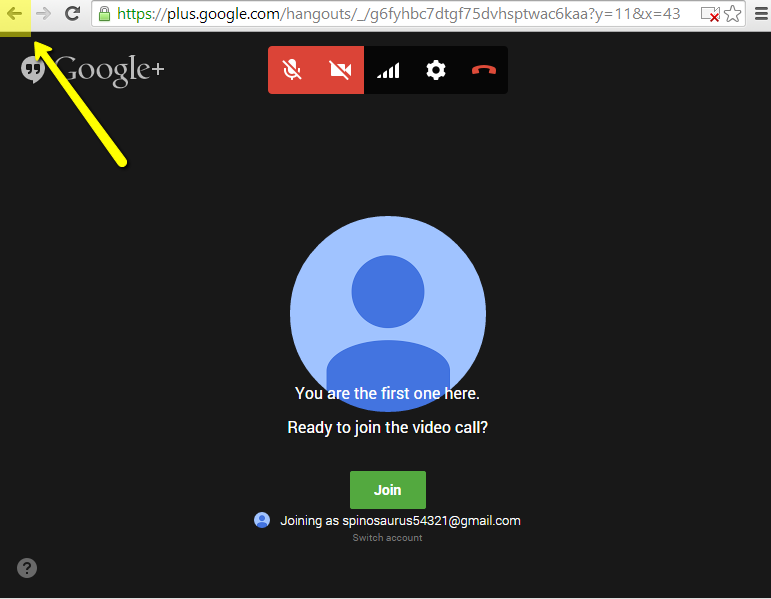 https://plus.google.com/hangouts/_/g6fyhbc7dtgf75dvhsptwac6kaa?y=11&x=43
Google+
You are the first one here.
Ready to join the video call?
Join
Joining as spinosaurus54321@gmail.com
Switch account
?